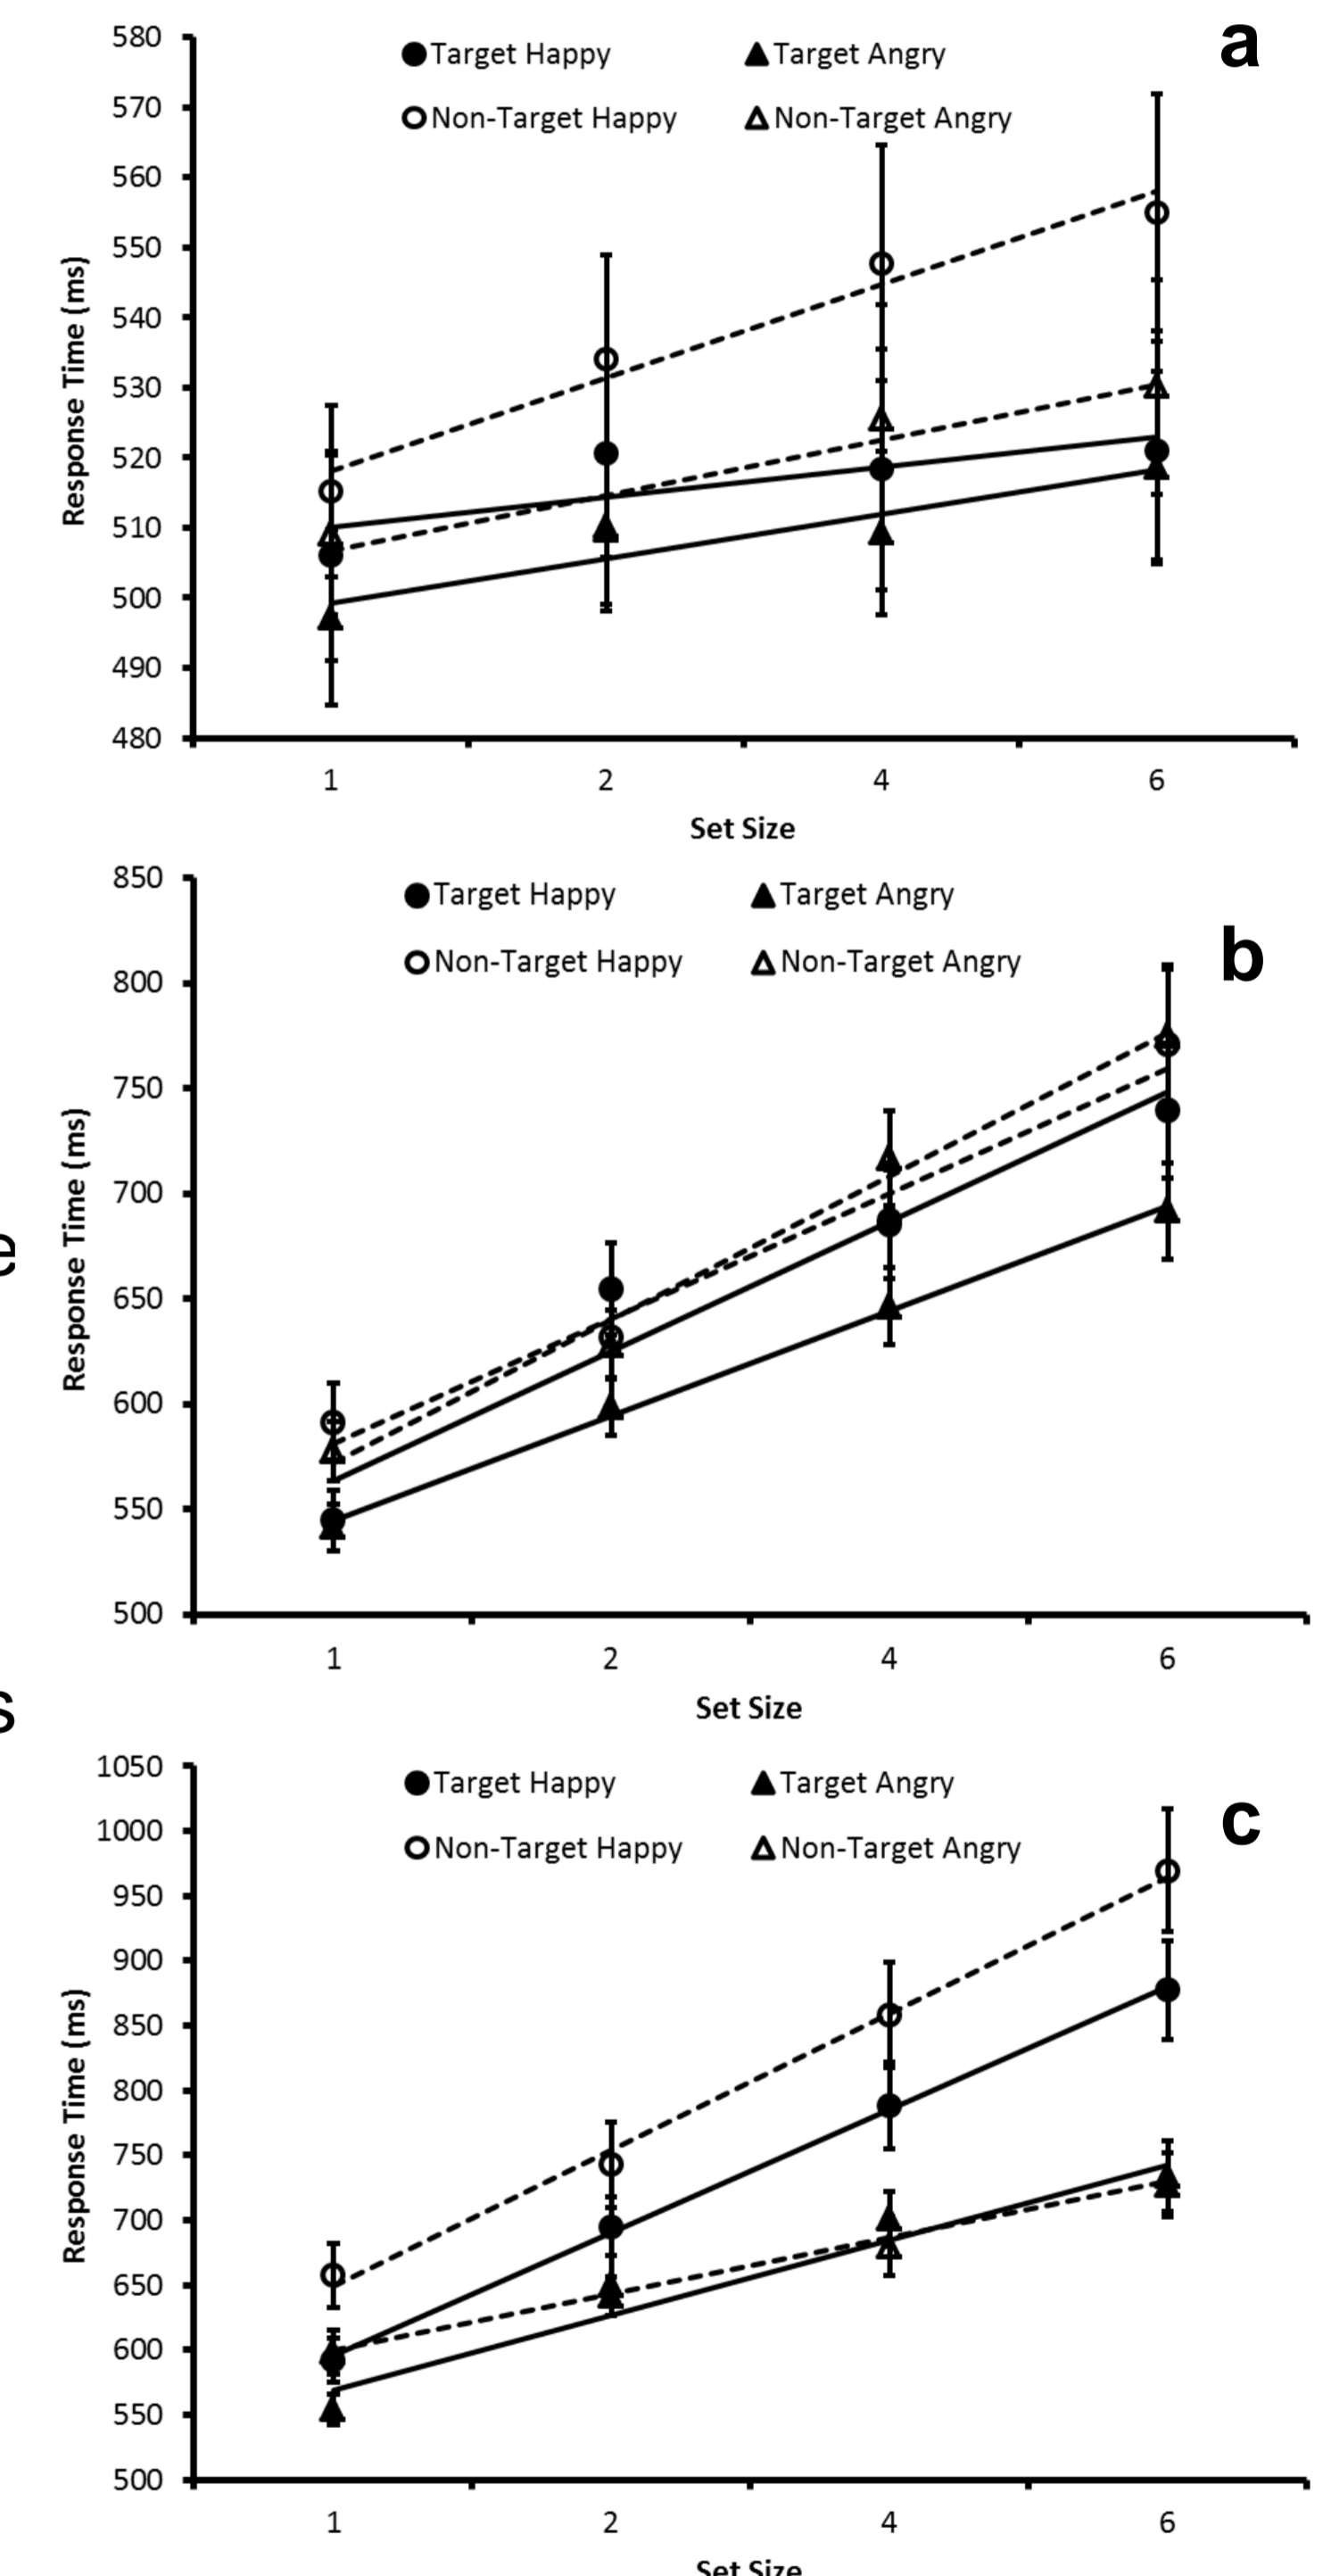 580
a
Target Happy Target Angry
570
Non-Target Happy Non-Target Angry
560
550
540
530
520
510
500
490
480
Response Time (ms)
1 2 4 6
Set Size
850
Target Happy Target Angry
b
Non-Target Happy Non-Target Angry
800
750
700
650
600
550
500
Response Time (ms)
e
1 2 4 6
Set Size
s
1050
Target Happy Target Angry
c
1000
Non-Target Happy Non-Target Angry
950
900
850
800
750
700
650
600
550
500
Response Time (ms)
1 2 4 6
Set Size